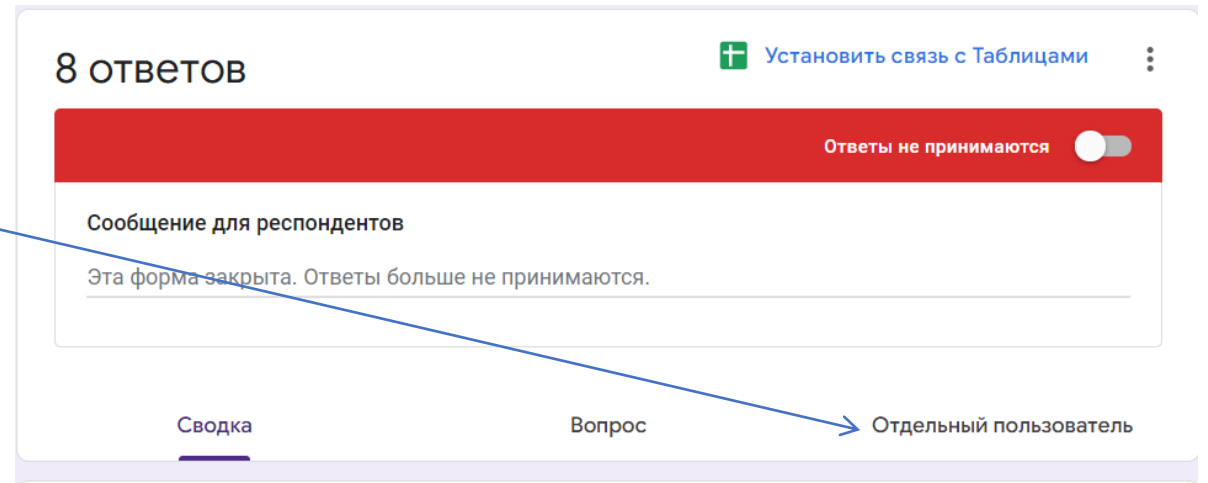 8 ответов
Установить связь с Таблицами
Ответы не принимаются
Сообщение для респондентов
Эта форма закрыта. Ответы больше не принимаются.
Сводка Вопрос Отдельный пользователь